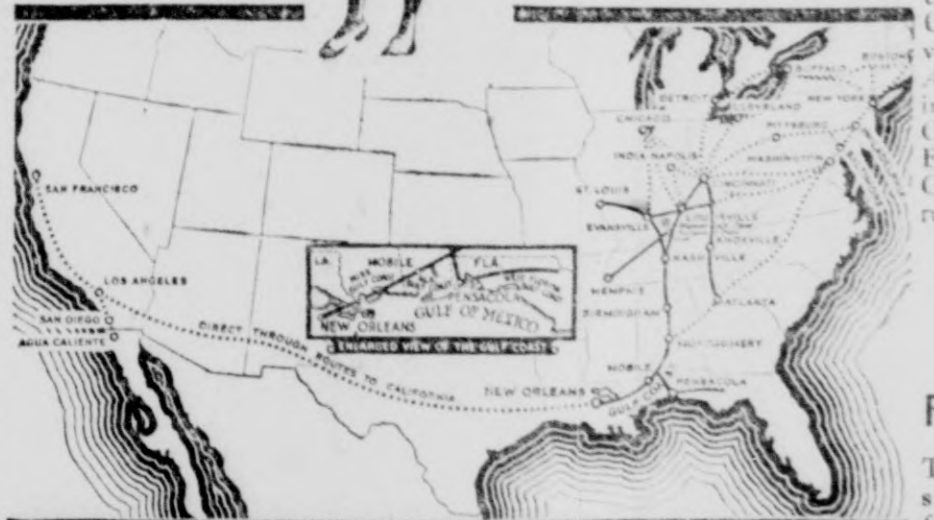 BUFFALO
BOSTON
DETROIT
CLEVELAND
NEW YORK
CHICAGO
PITTSBURG
INDIANAPOLIS
WASHINGTON
CINCINNATI
SAN FRANCISCO
ST. LOUIS
LOUISVILLE
EVANSVILLE
KNOXVILLE
NASHVILLE
LA.
MOBILE
FLA
PENSACOLA
GULF OF MEXICO
NEW ORLEANS
ENLARGED VIEW OF THE GULF COAST
LOS ANGELES
MEMPHIS
ATLANTA
SAN DIEGO
BIRMINGHAM
AGUA CALIENTE
DIRECT THROUGH ROUTES TO CALIFORNIA
MONTGOMERY
MOBILE
PENSACOLA
NEW ORLEANS
GULF COAST